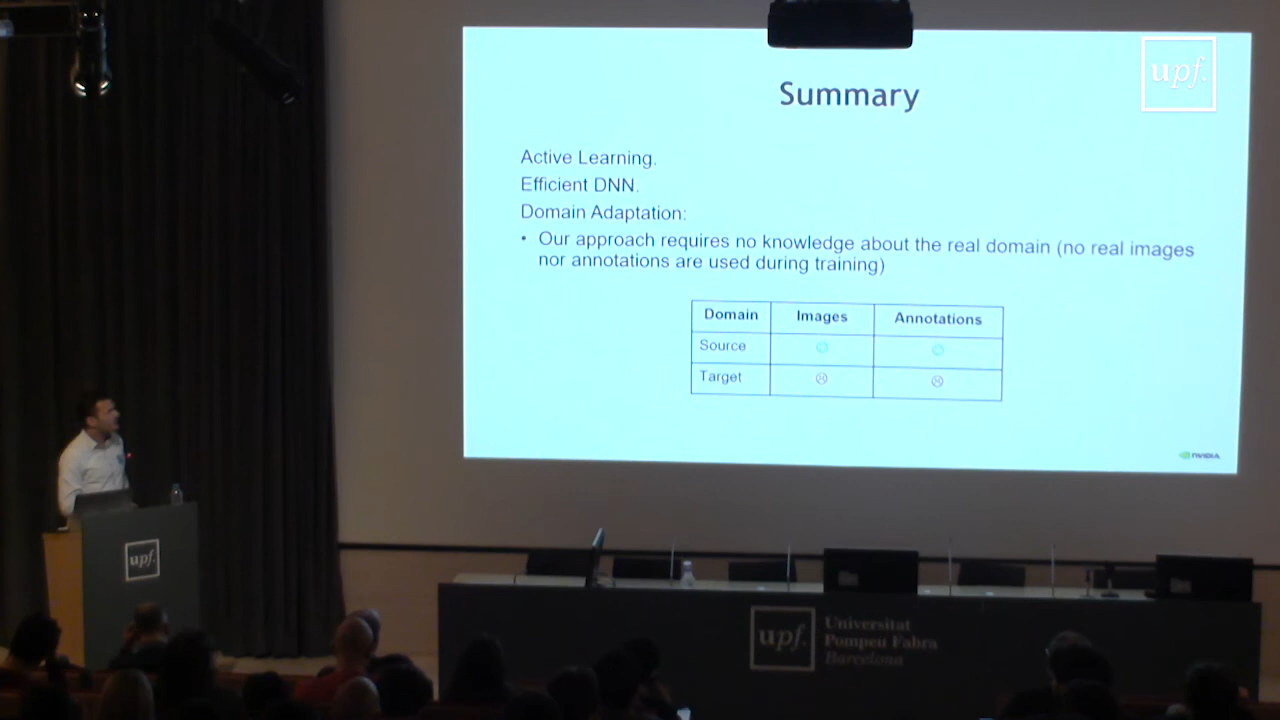 upf.
Summary
Active Learning.
Efficient DNN.
Domain Adaptation:
• Our approach requires no knowledge about the real domain (no real images
nor annotations are used during training)
Domain Images Annotations
Source ☺ ☺
Target ☹ ☹
NVIDIA
upf.
upf.
Universitat
Pompeu Fabra
Barcelona